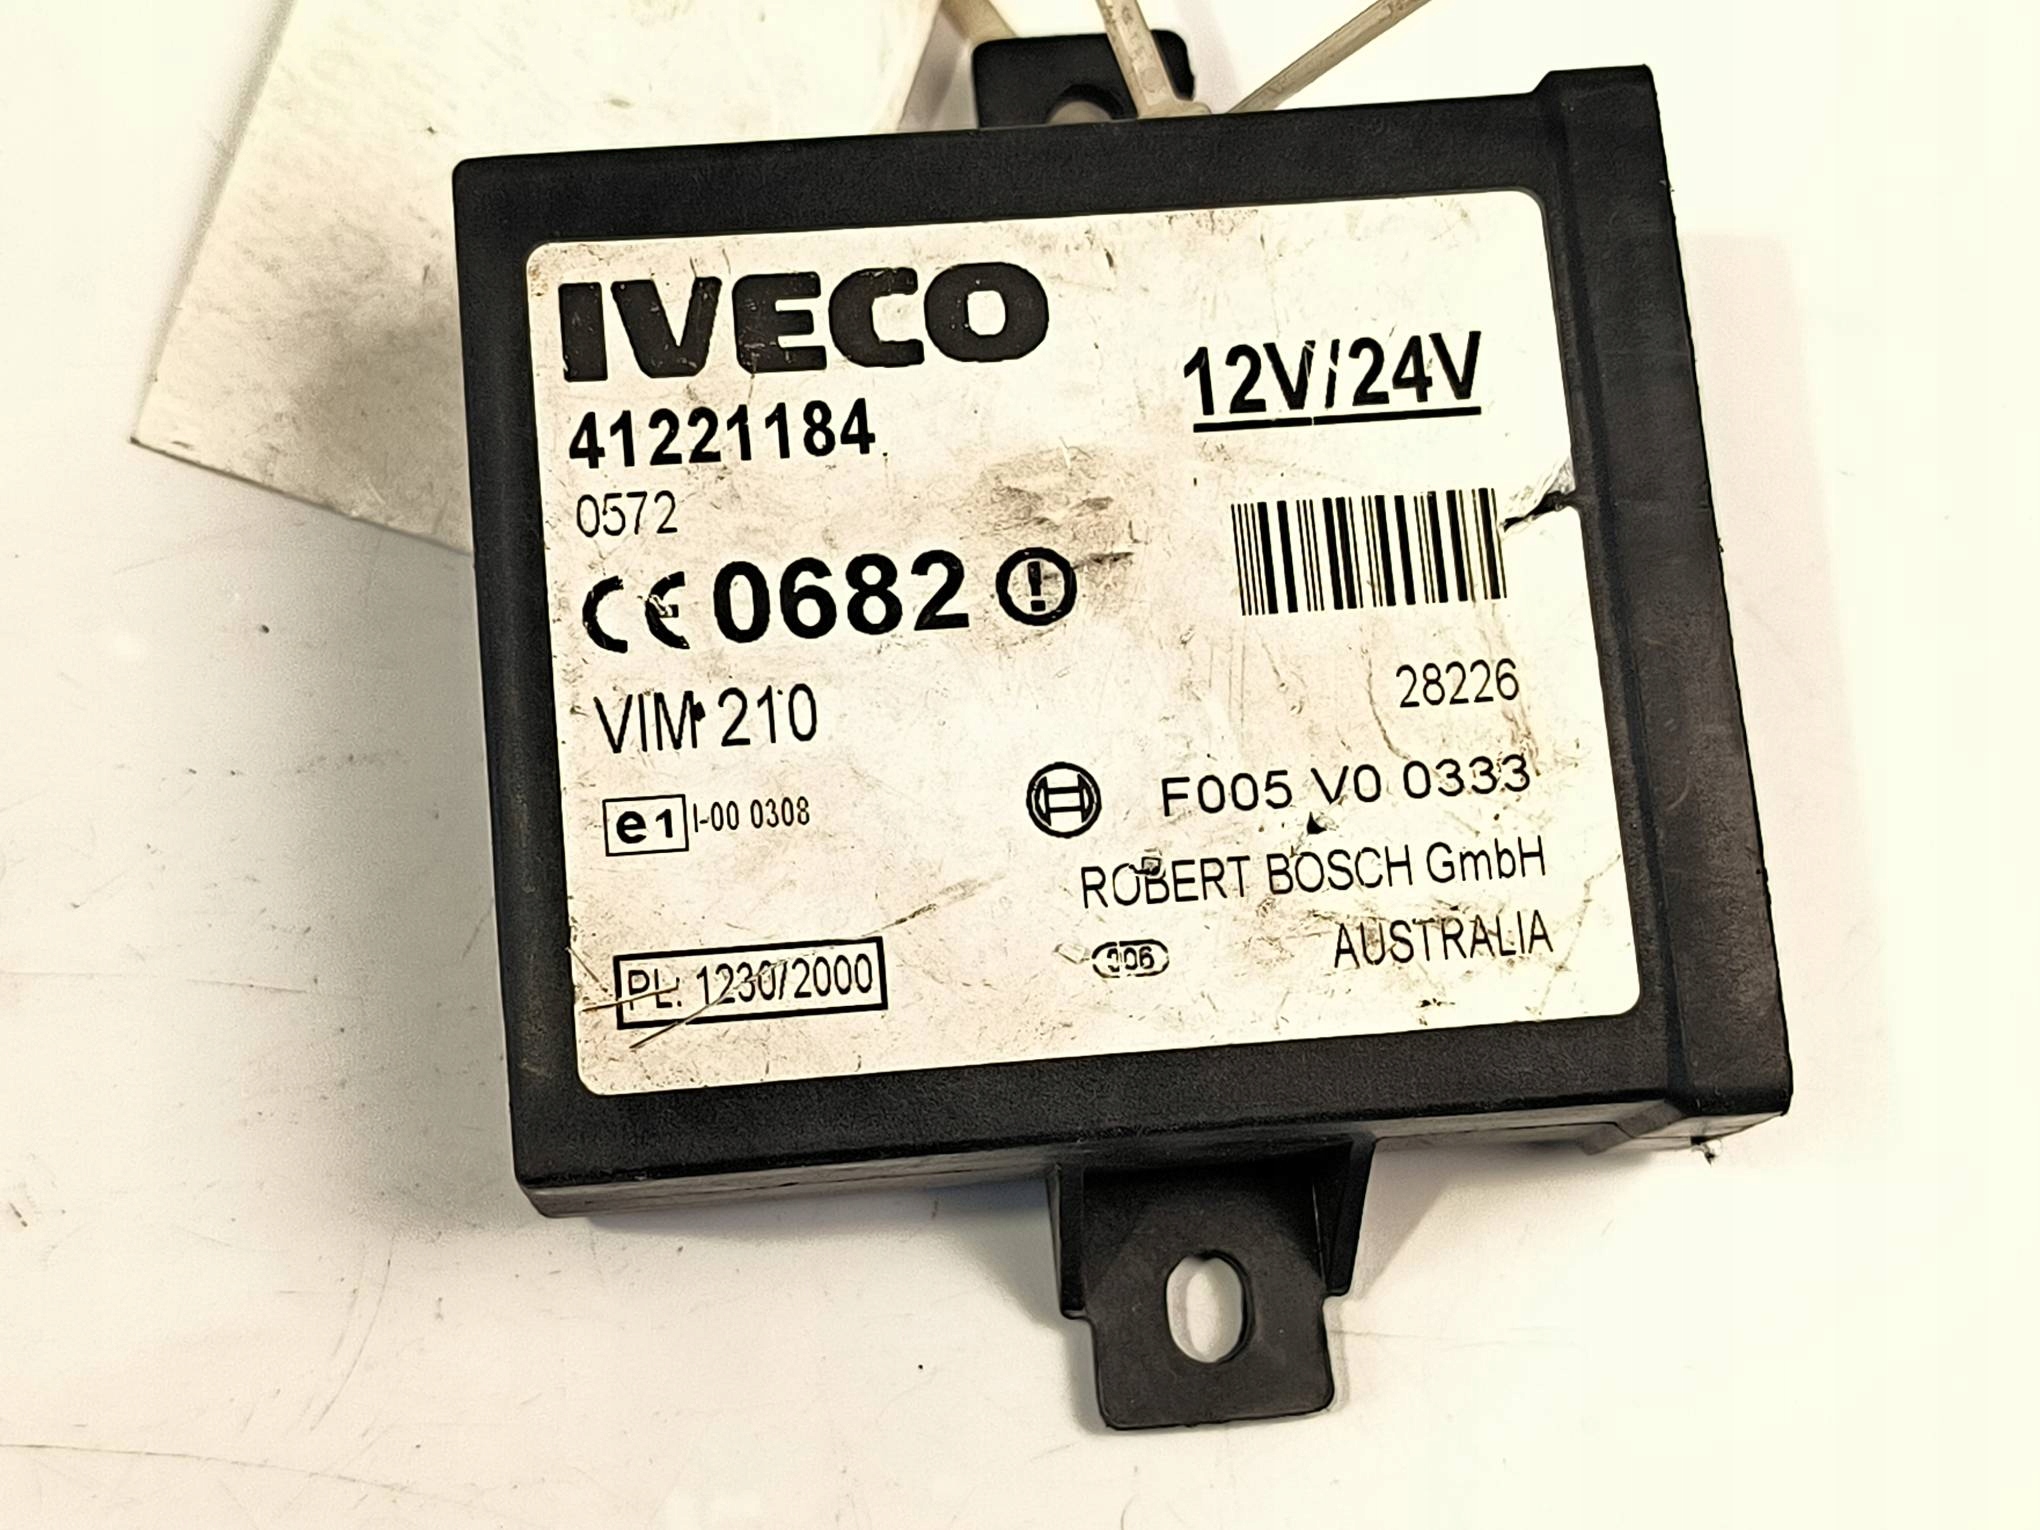 IVECO
41221184
12V/24V
0572
CE 0682
VIM 210
28226
e1 I-00 0308
F005 V0 0333
ROBERT BOSCH GmbH
AUSTRALIA
PL: 1230/2000